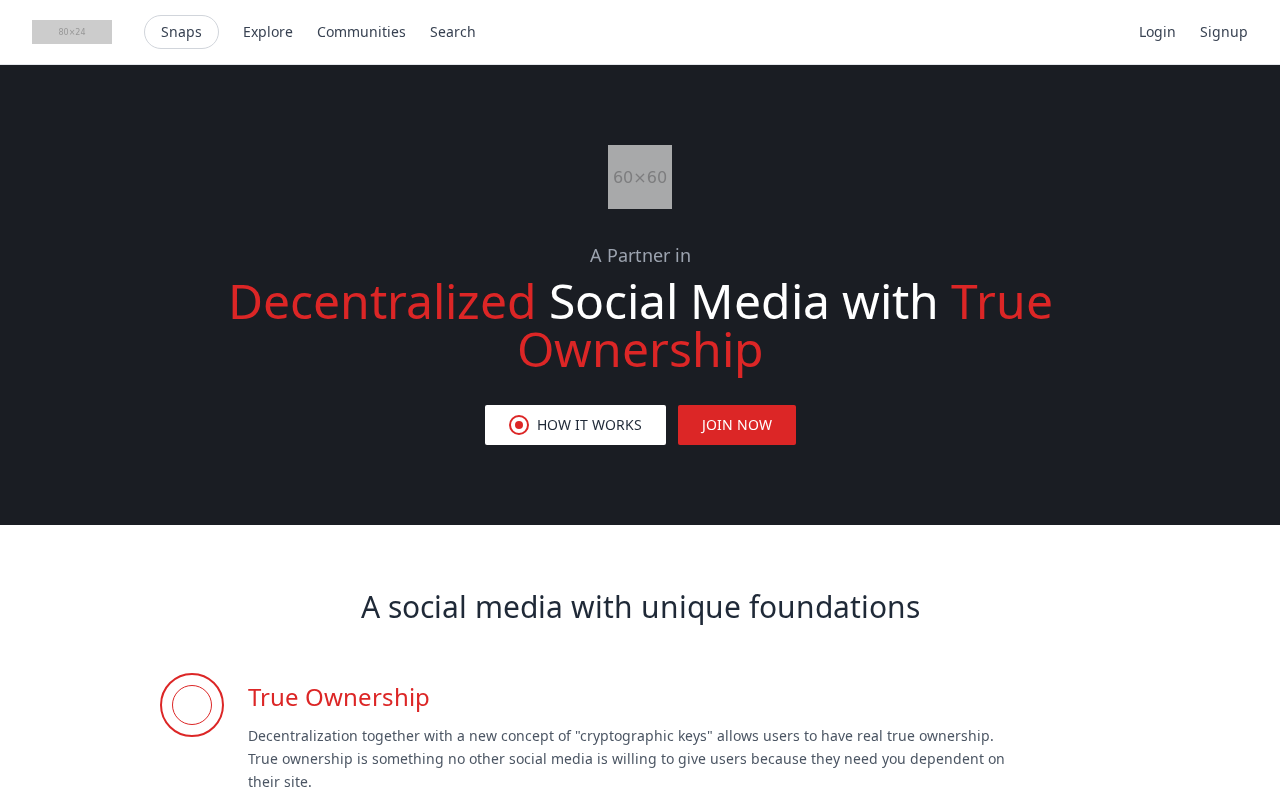 80×24
Snaps
Explore
Communities
Search
Login
Signup
60×60
A Partner in
Decentralized Social Media with True
Ownership
HOW IT WORKS
JOIN NOW
A social media with unique foundations
True Ownership
Decentralization together with a new concept of "cryptographic keys" allows users to have real true ownership.
True ownership is something no other social media is willing to give users because they need you dependent on
their site.